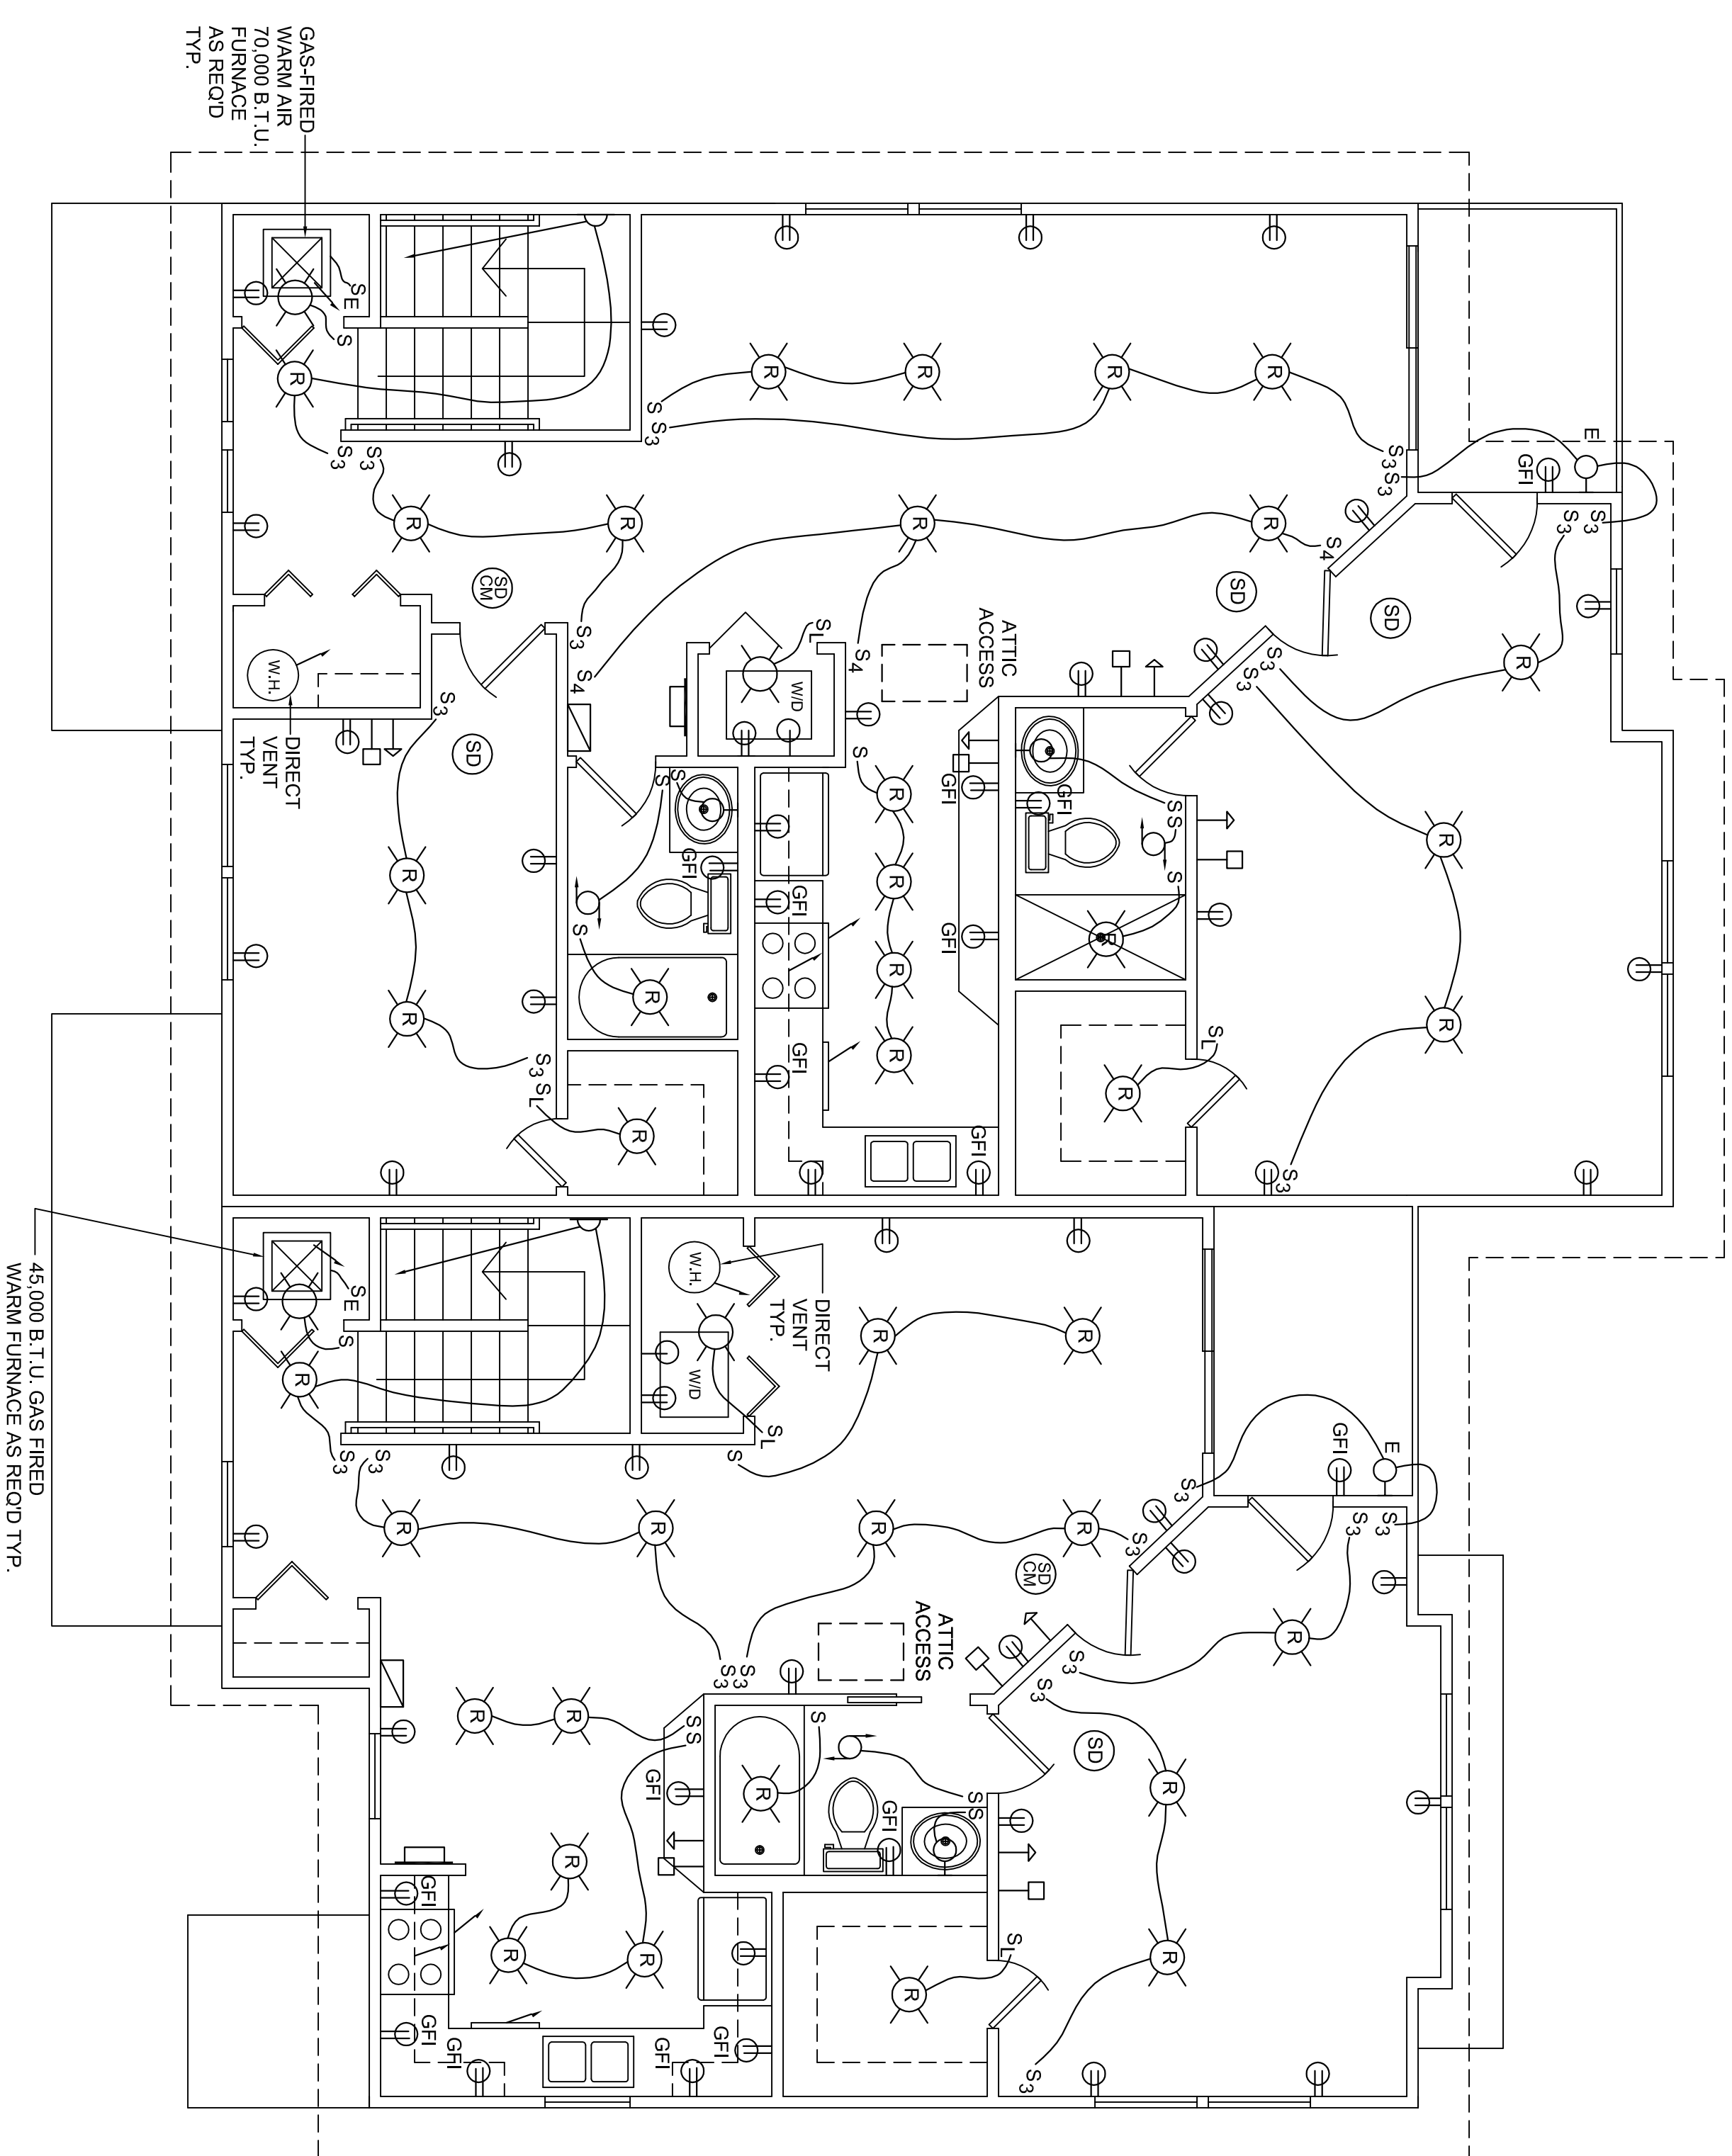 E
S3
S3
GFI
R
R
R
S3
S3
SD
S4
S3
R
R
S3
S3
SD
SL
S
S
S
R
R
R
GFI
ATTIC
ACCESS
GFI
GFI
GFI
R
R
R
R
R
R
S4
S
SL
GFI
GFI
W/D
R
GFI
S
S
S
S3
R
R
R
S4
S3
S
S3
SL
SD
CM
SD
S3
R
R
R
S3
S3
SE
S
R
W.H.
DIRECT
VENT
TYP.
GAS-FIRED
WARM AIR
70,000 B.T.U.
FURNACE
AS REQ'D
TYP.
E
S3
S3
GFI
R
S3
R
R
S3
SD
R
R
S3
S3
SD
CM
S3
SL
S
S
ATTIC
ACCESS
R
GFI
R
R
DIRECT
VENT
TYP.
S
SL
R
S3
S3
S
GFI
W.H.
W/D
S
S
GFI
R
GFI
R
R
R
R
R
GFI
GFI
GFI
R
S3
S3
SE
S
R
45,000 B.T.U. GAS FIRED
WARM FURNACE AS REQ'D TYP.